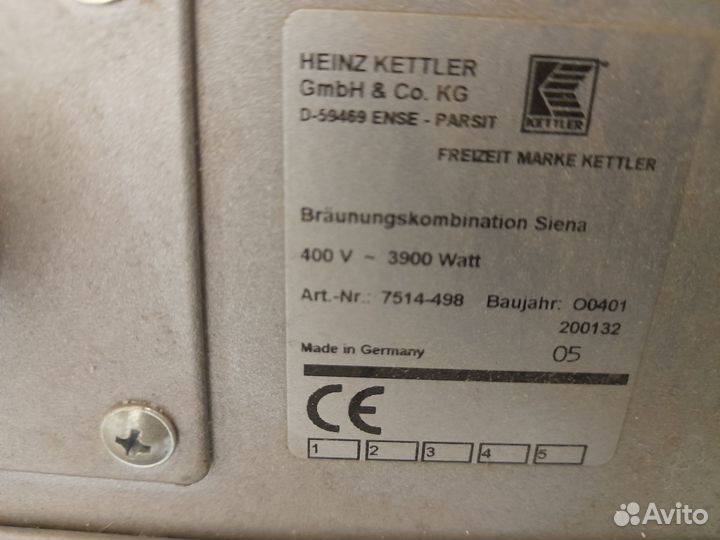 HEINZ KETTLER
GmbH & Co. KG
D-59469 ENSE - PARSIT
KETTLER
FREIZEIT MARKE KETTLER
Bräunungskombination Siena
400 V ~ 3900 Watt
Art.-Nr.: 7514-498 Baujahr: O0401
200132
Made in Germany 05
CE
1 2 3 4 5
Avito